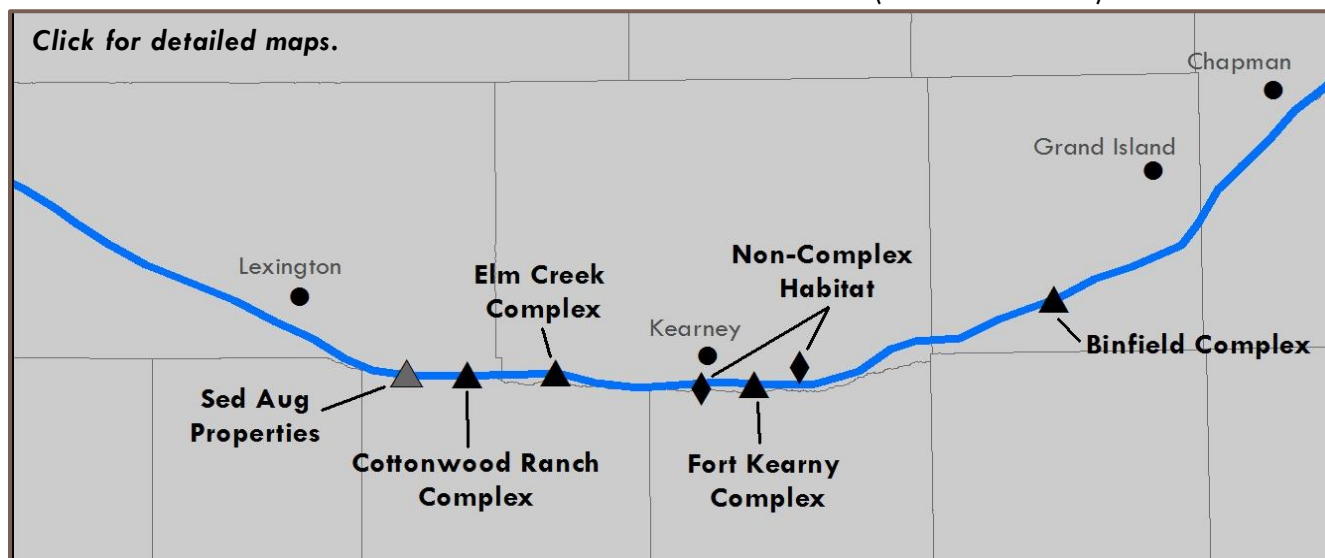 Click for detailed maps.
Chapman
Grand Island
Lexington
Elm Creek
Complex
Non-Complex
Habitat
Kearney
Binfield Complex
Sed Aug
Properties
Cottonwood Ranch
Complex
Fort Kearny
Complex